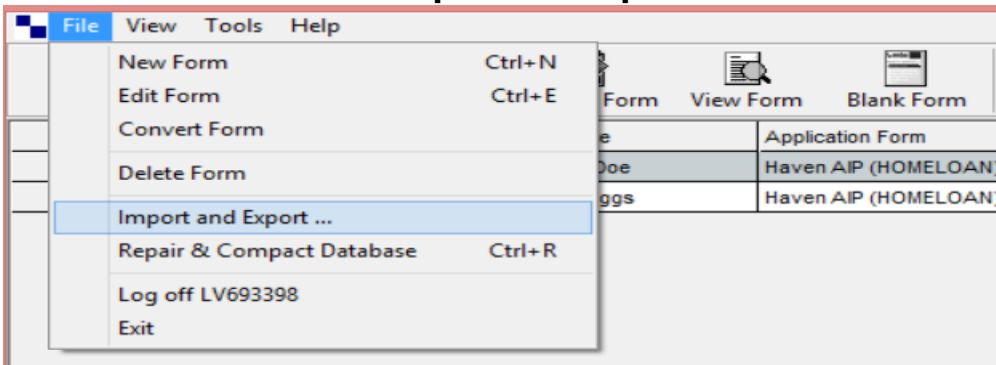 File View Tools Help
New Form Ctrl+N
Edit Form Ctrl+E
Form View Form Blank Form
Convert Form
e Application Form
Delete Form
Doe Haven AIP (HOMELOAN)
ggs Haven AIP (HOMELOAN)
Import and Export ...
Repair & Compact Database Ctrl+R
Log off LV693398
Exit